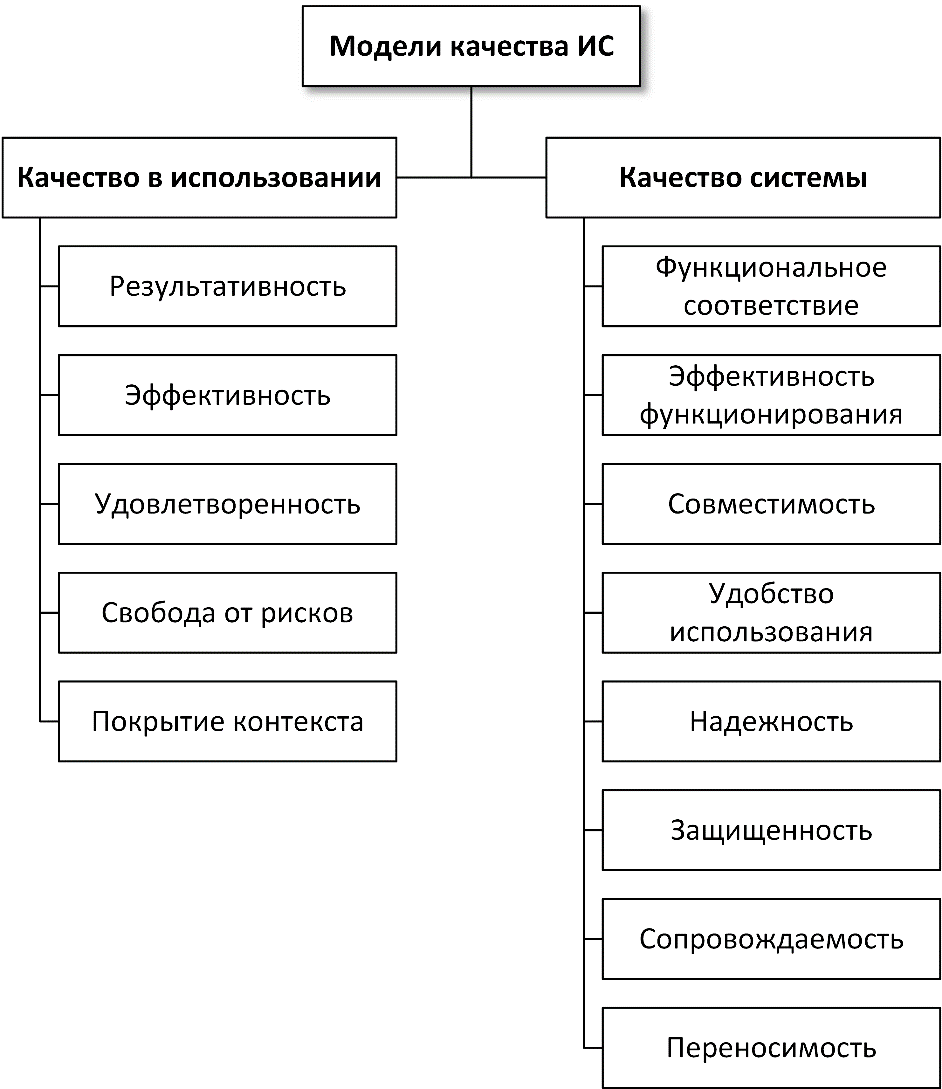 Модели качества ИС
Качество в использовании
Результативность
Эффективность
Удовлетворенность
Свобода от рисков
Покрытие контекста
Качество системы
Функциональное
соответствие
Эффективность
функционирования
Совместимость
Удобство
использования
Надежность
Защищенность
Сопровождаемость
Переносимость